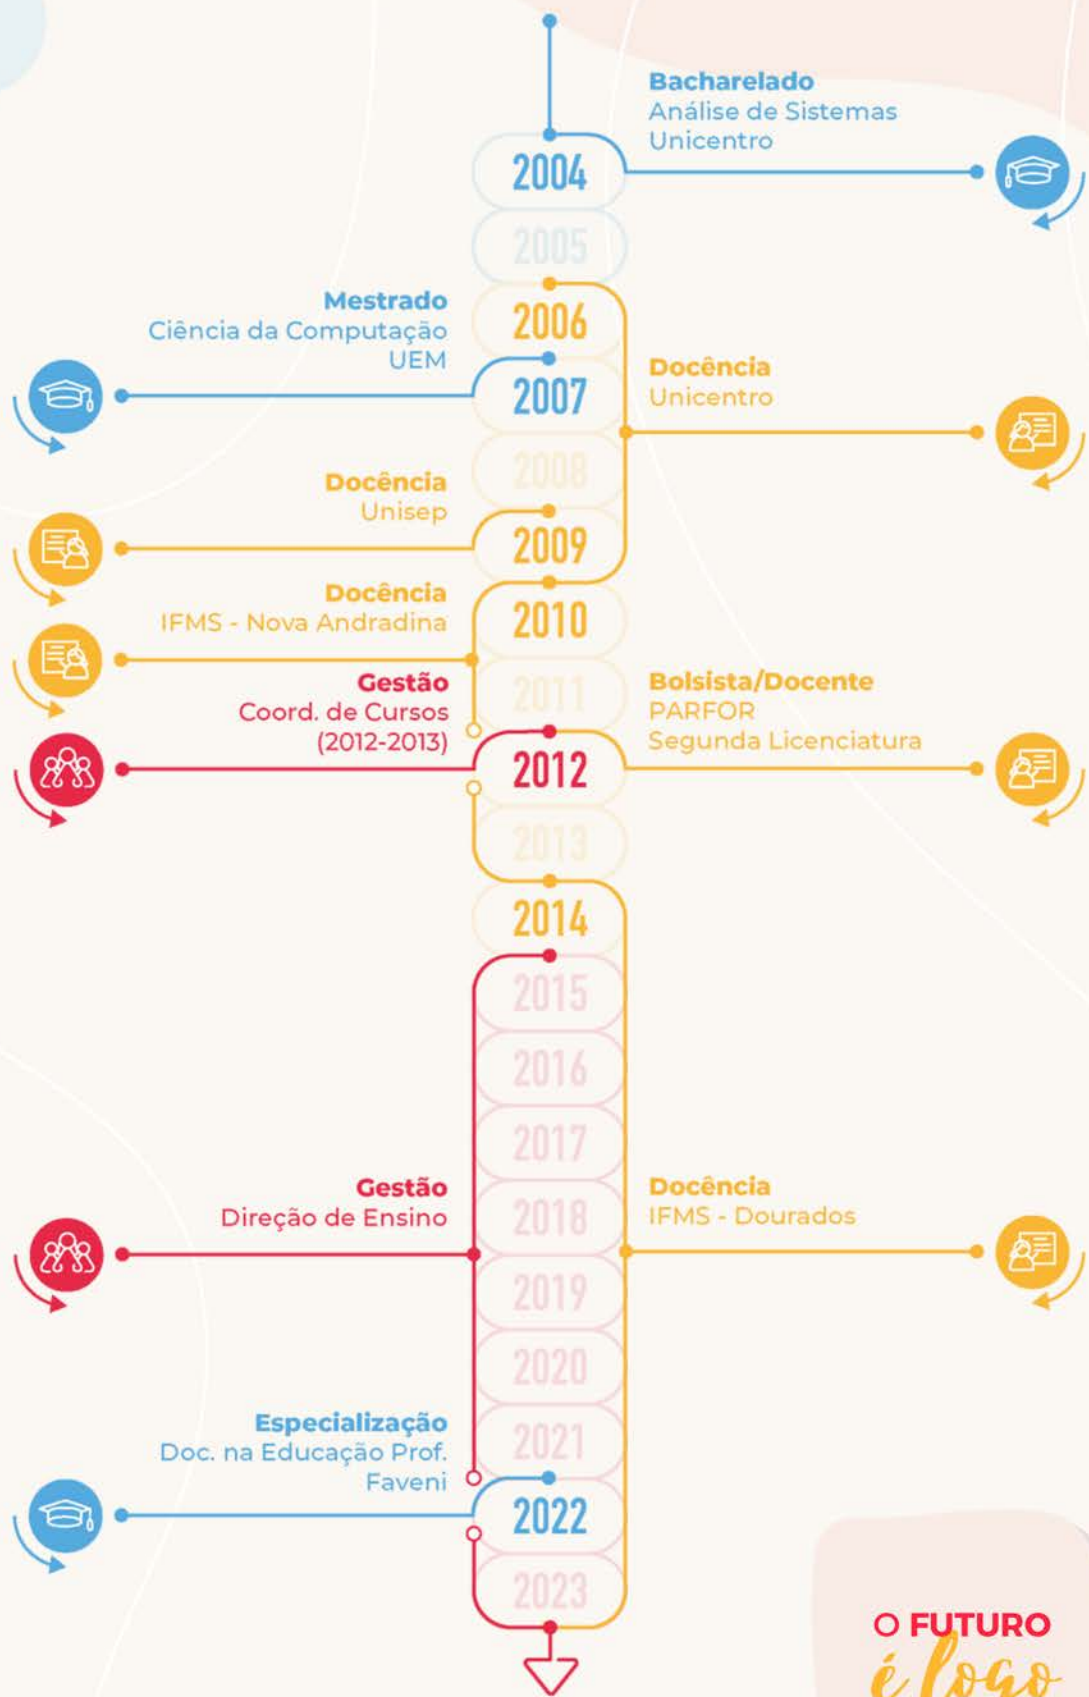 Bacharelado
Análise de Sistemas
Unicentro
2004
2005
Mestrado
Ciência da Computação
UEM
2006
2007
Docência
Unicentro
2008
Docência
Unisep
2009
Docência
IFMS - Nova Andradina
2010
Gestão
Coord. de Cursos
(2012-2013)
2011
Bolsista/Docente
PARFOR
Segunda Licenciatura
2012
2013
2014
2015
2016
2017
Gestão
Direção de Ensino
2018
Docência
IFMS - Dourados
2019
2020
2021
Especialização
Doc. na Educação Prof.
Faveni
2022
2023
O FUTURO
é logo